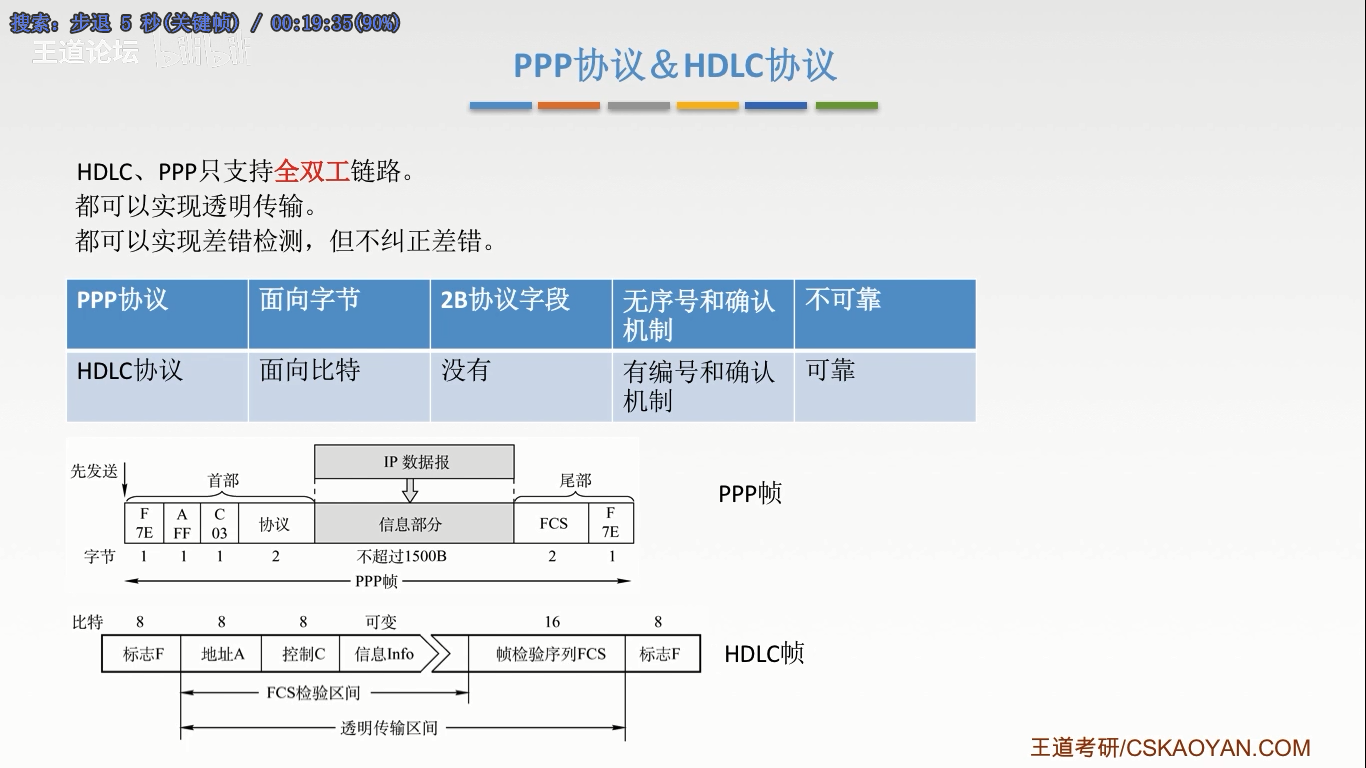 搜索: 步退 5 秒(关键帧) / 00:19:35(90%)
王道论坛 bilibili
PPP协议&HDLC协议
HDLC、PPP只支持全双工链路。
都可以实现透明传输。
都可以实现差错检测，但不纠正差错。
PPP协议 面向字节 2B协议字段 无序号和确认 不可靠
机制
HDLC协议 面向比特 没有 有编号和确认 可靠
机制
IP 数据报
先发送 首部 尾部
F A C 协议 信息部分 FCS F
7E FF 03 7E
字节 1 1 1 2 不超过1500B 2 1
PPP帧
PPP帧
比特 8 8 8 可变 16 8
标志F 地址A 控制C 信息Info 帧检验序列FCS 标志F
HDLC帧
FCS检验区间
透明传输区间
王道考研/CSKAOYAN.COM